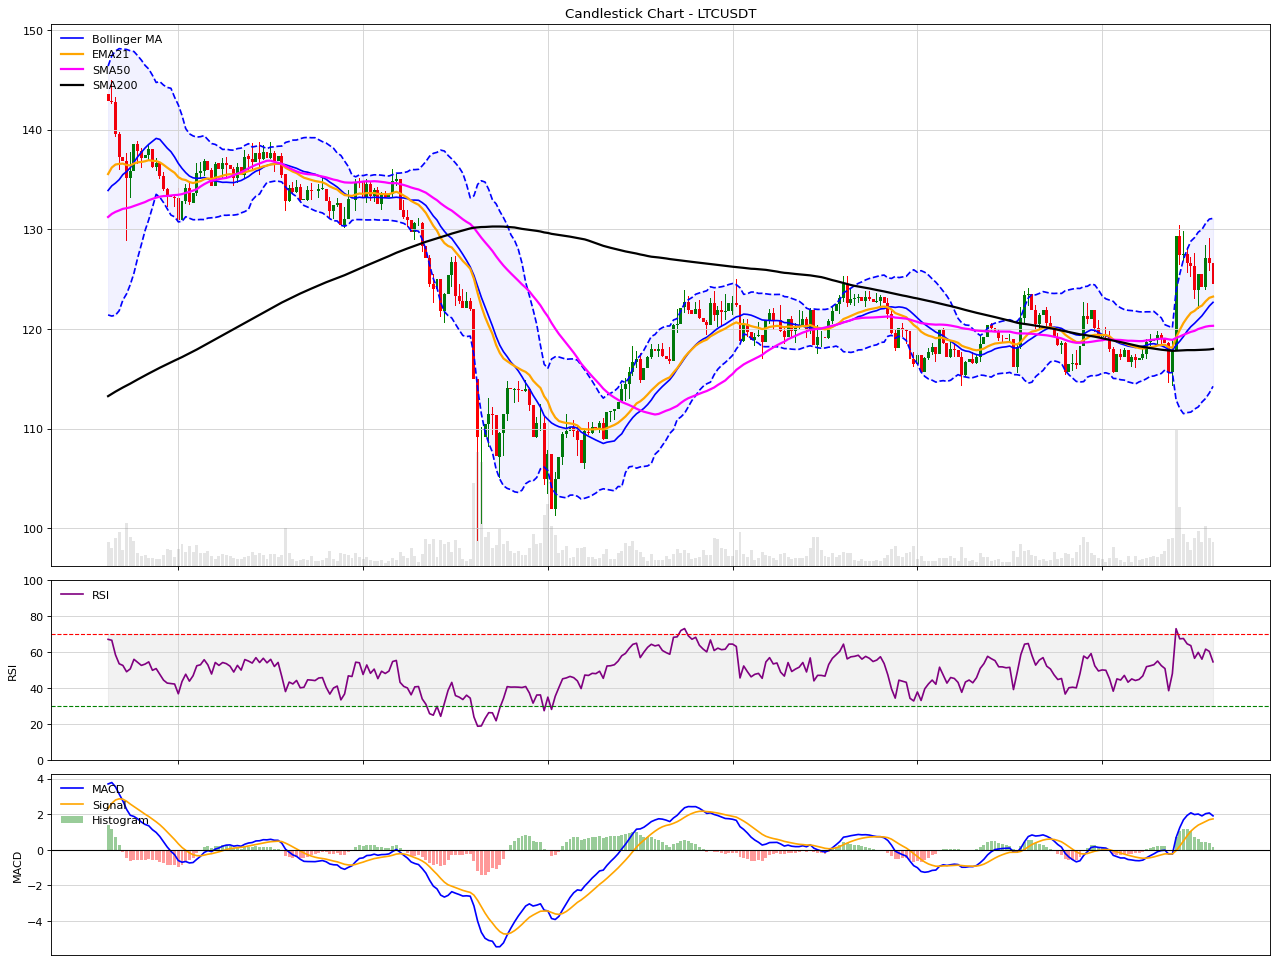 Candlestick Chart - LTCUSDT
150
140
130
120
110
100
Bollinger MA
EMA21
SMA50
SMA200
100
80
60
40
20
0
RSI
RSI
4
2
0
−2
−4
MACD
MACD
Signal
Histogram